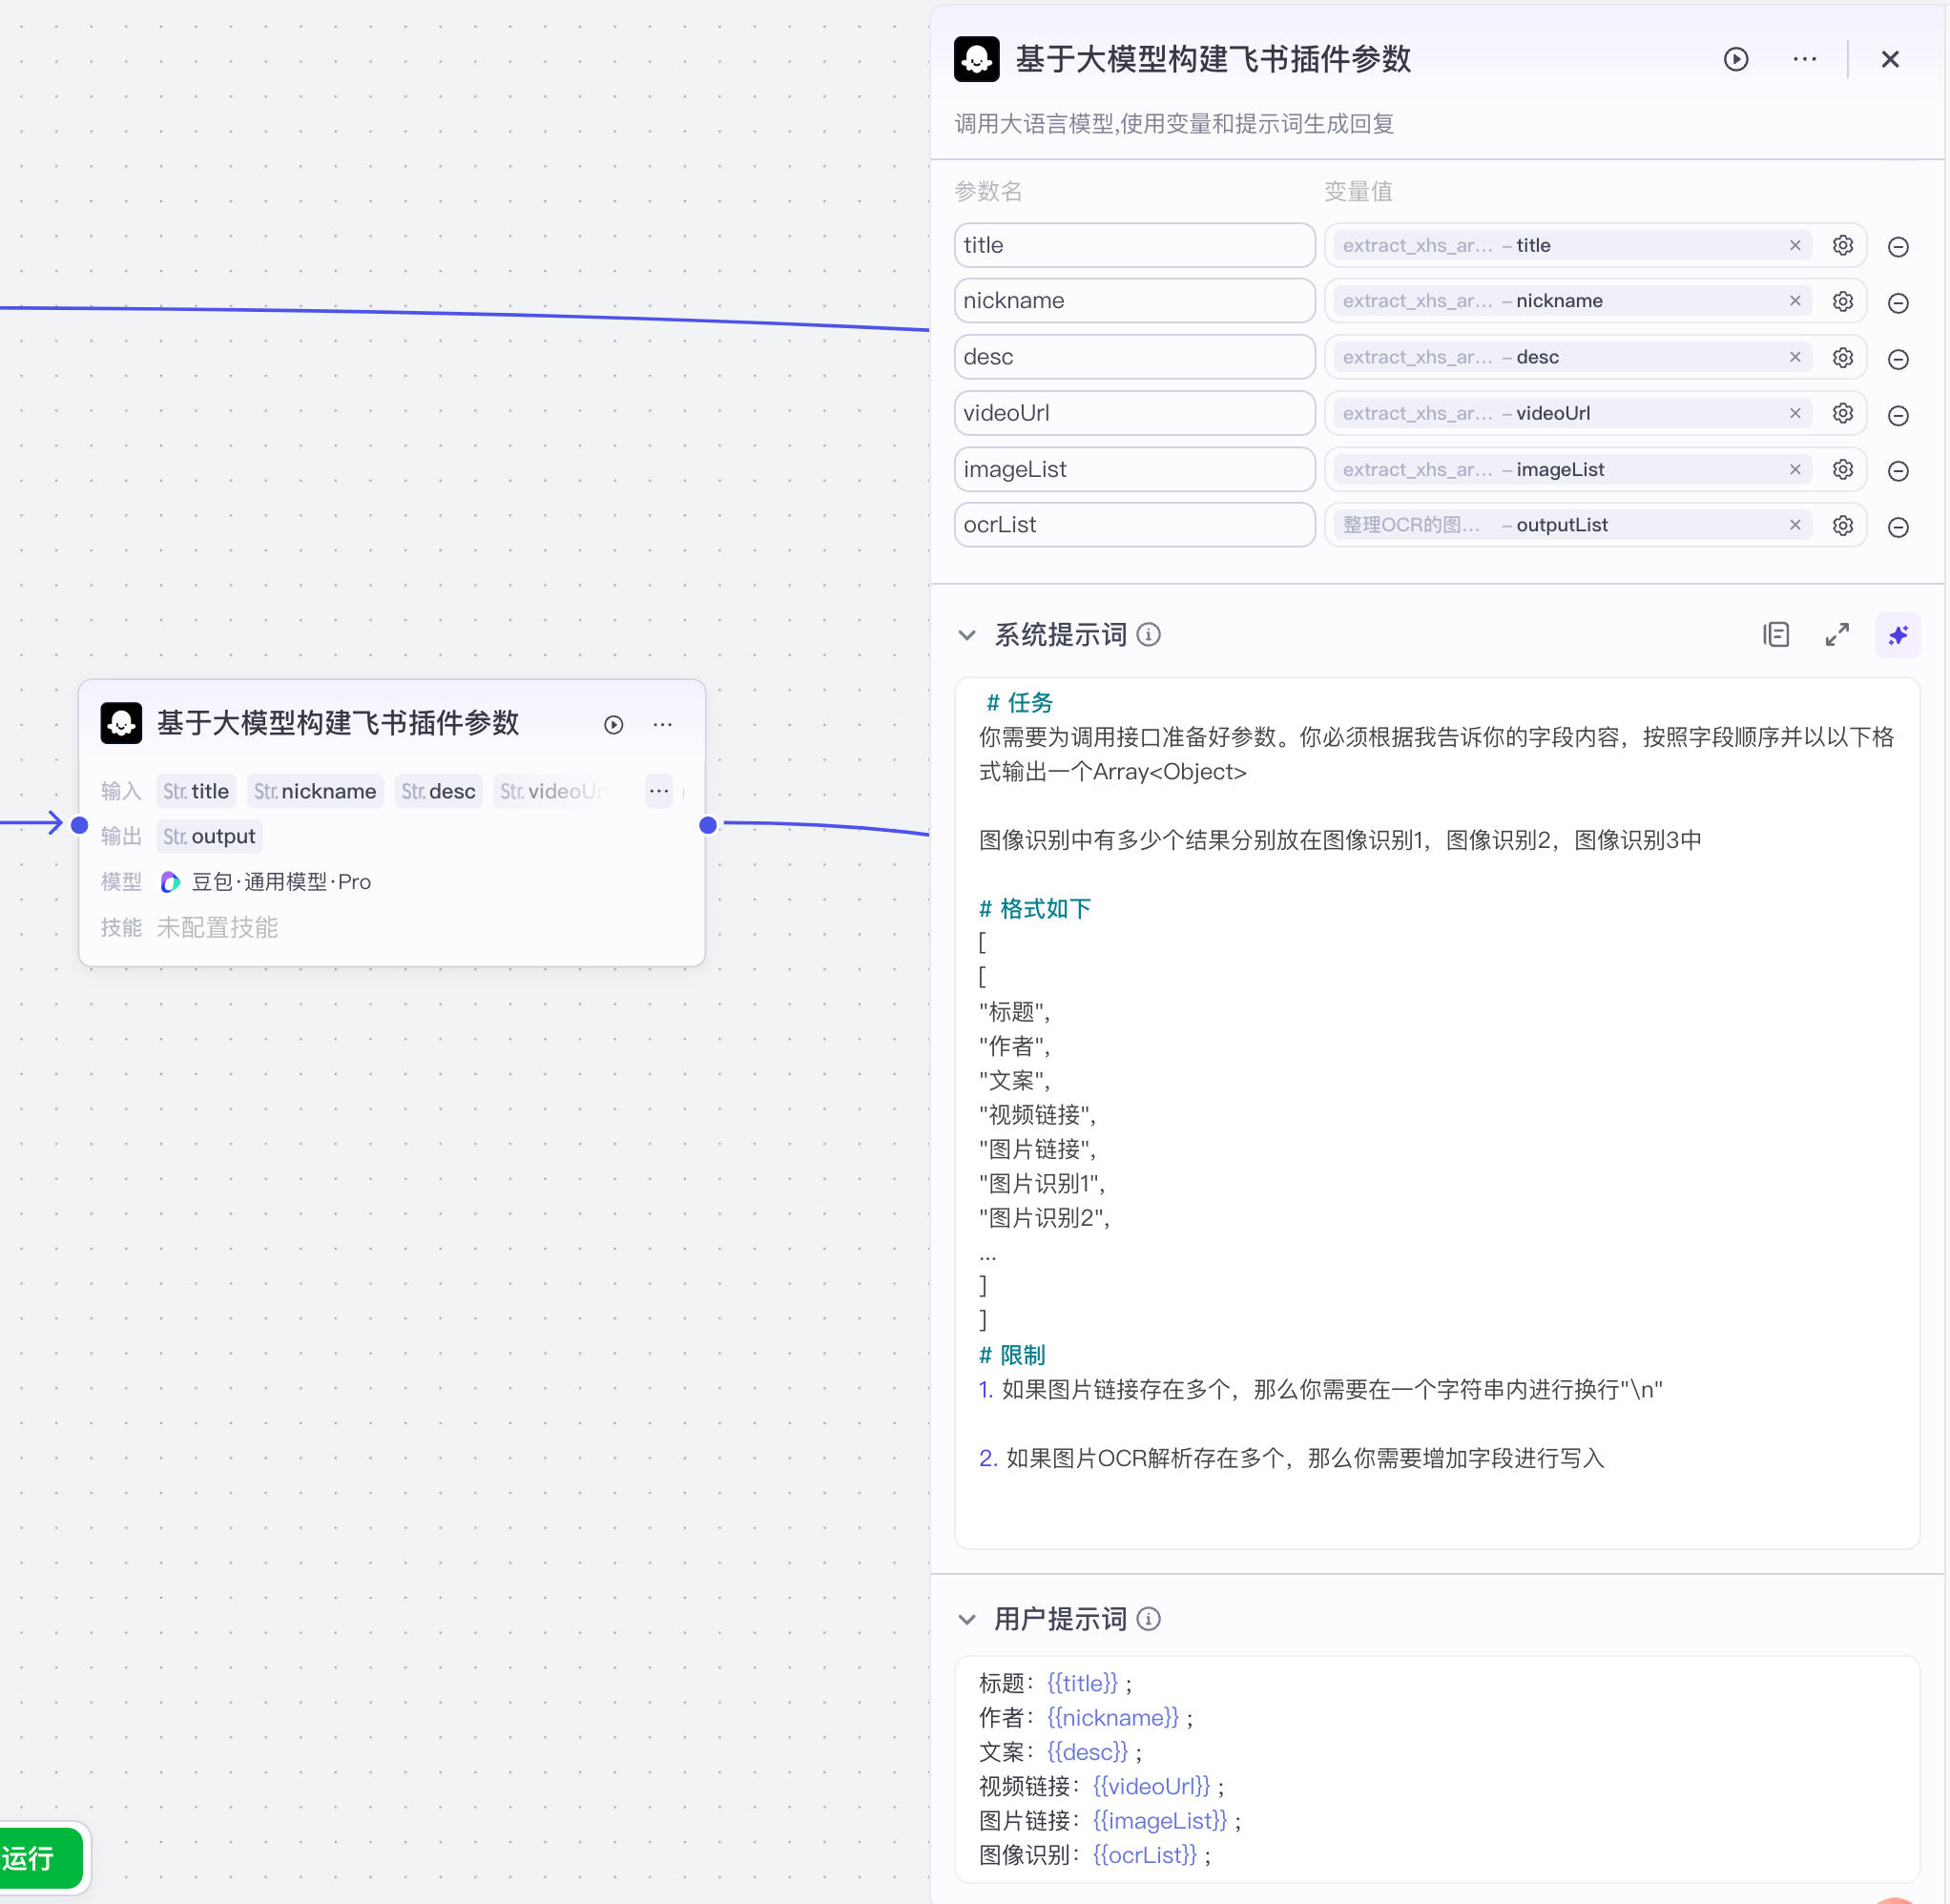 基于大模型构建飞书插件参数
输入 Str. title Str. nickname Str. desc Str. videoUr ...
输出 Str. output
模型 豆包·通用模型·Pro
技能 未配置技能
运行
基于大模型构建飞书插件参数
调用大语言模型,使用变量和提示词生成回复
参数名 变量值
title extract_xhs_ar... – title
nickname extract_xhs_ar... – nickname
desc extract_xhs_ar... – desc
videoUrl extract_xhs_ar... – videoUrl
imageList extract_xhs_ar... – imageList
ocrList 整理OCR的图... – outputList
系统提示词
# 任务
你需要为调用接口准备好参数。你必须根据我告诉你的字段内容，按照字段顺序并以以下格
式输出一个Array<Object>
图像识别中有多少个结果分别放在图像识别1，图像识别2，图像识别3中
# 格式如下
[
[
"标题",
"作者",
"文案",
"视频链接",
"图片链接",
"图片识别1",
"图片识别2",
...
]
]
# 限制
1. 如果图片链接存在多个，那么你需要在一个字符串内进行换行"\n"
2. 如果图片OCR解析存在多个，那么你需要增加字段进行写入
用户提示词
标题：{{title}}；
作者：{{nickname}}；
文案：{{desc}}；
视频链接：{{videoUrl}}；
图片链接：{{imageList}}；
图像识别：{{ocrList}}；